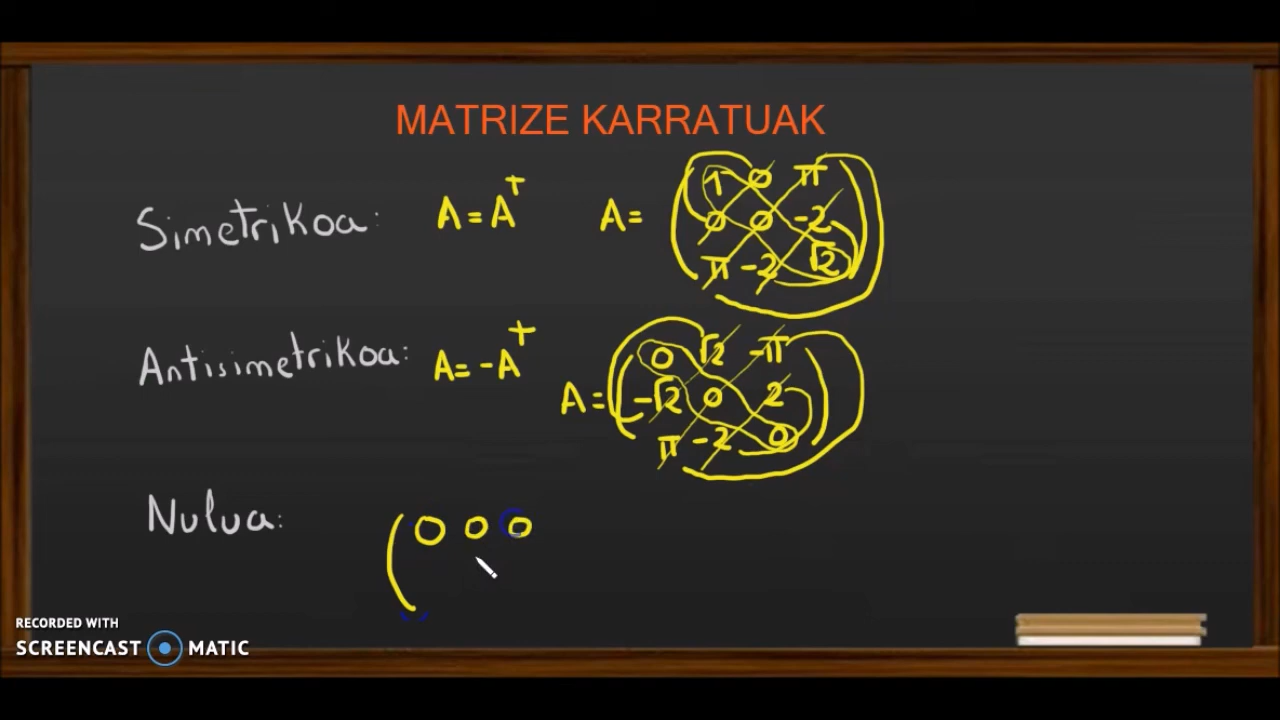 MATRIZE KARRATUAK
Simetrikoa: A = A^T A = ( 1 0 π
0 0 -2
π -2 √2 )
Antisimetrikoa: A = -A^T A = ( 0 √2 -π
-√2 0 2
π -2 0 )
Nulua: ( 0 0 0
RECORDED WITH
SCREENCAST MATIC